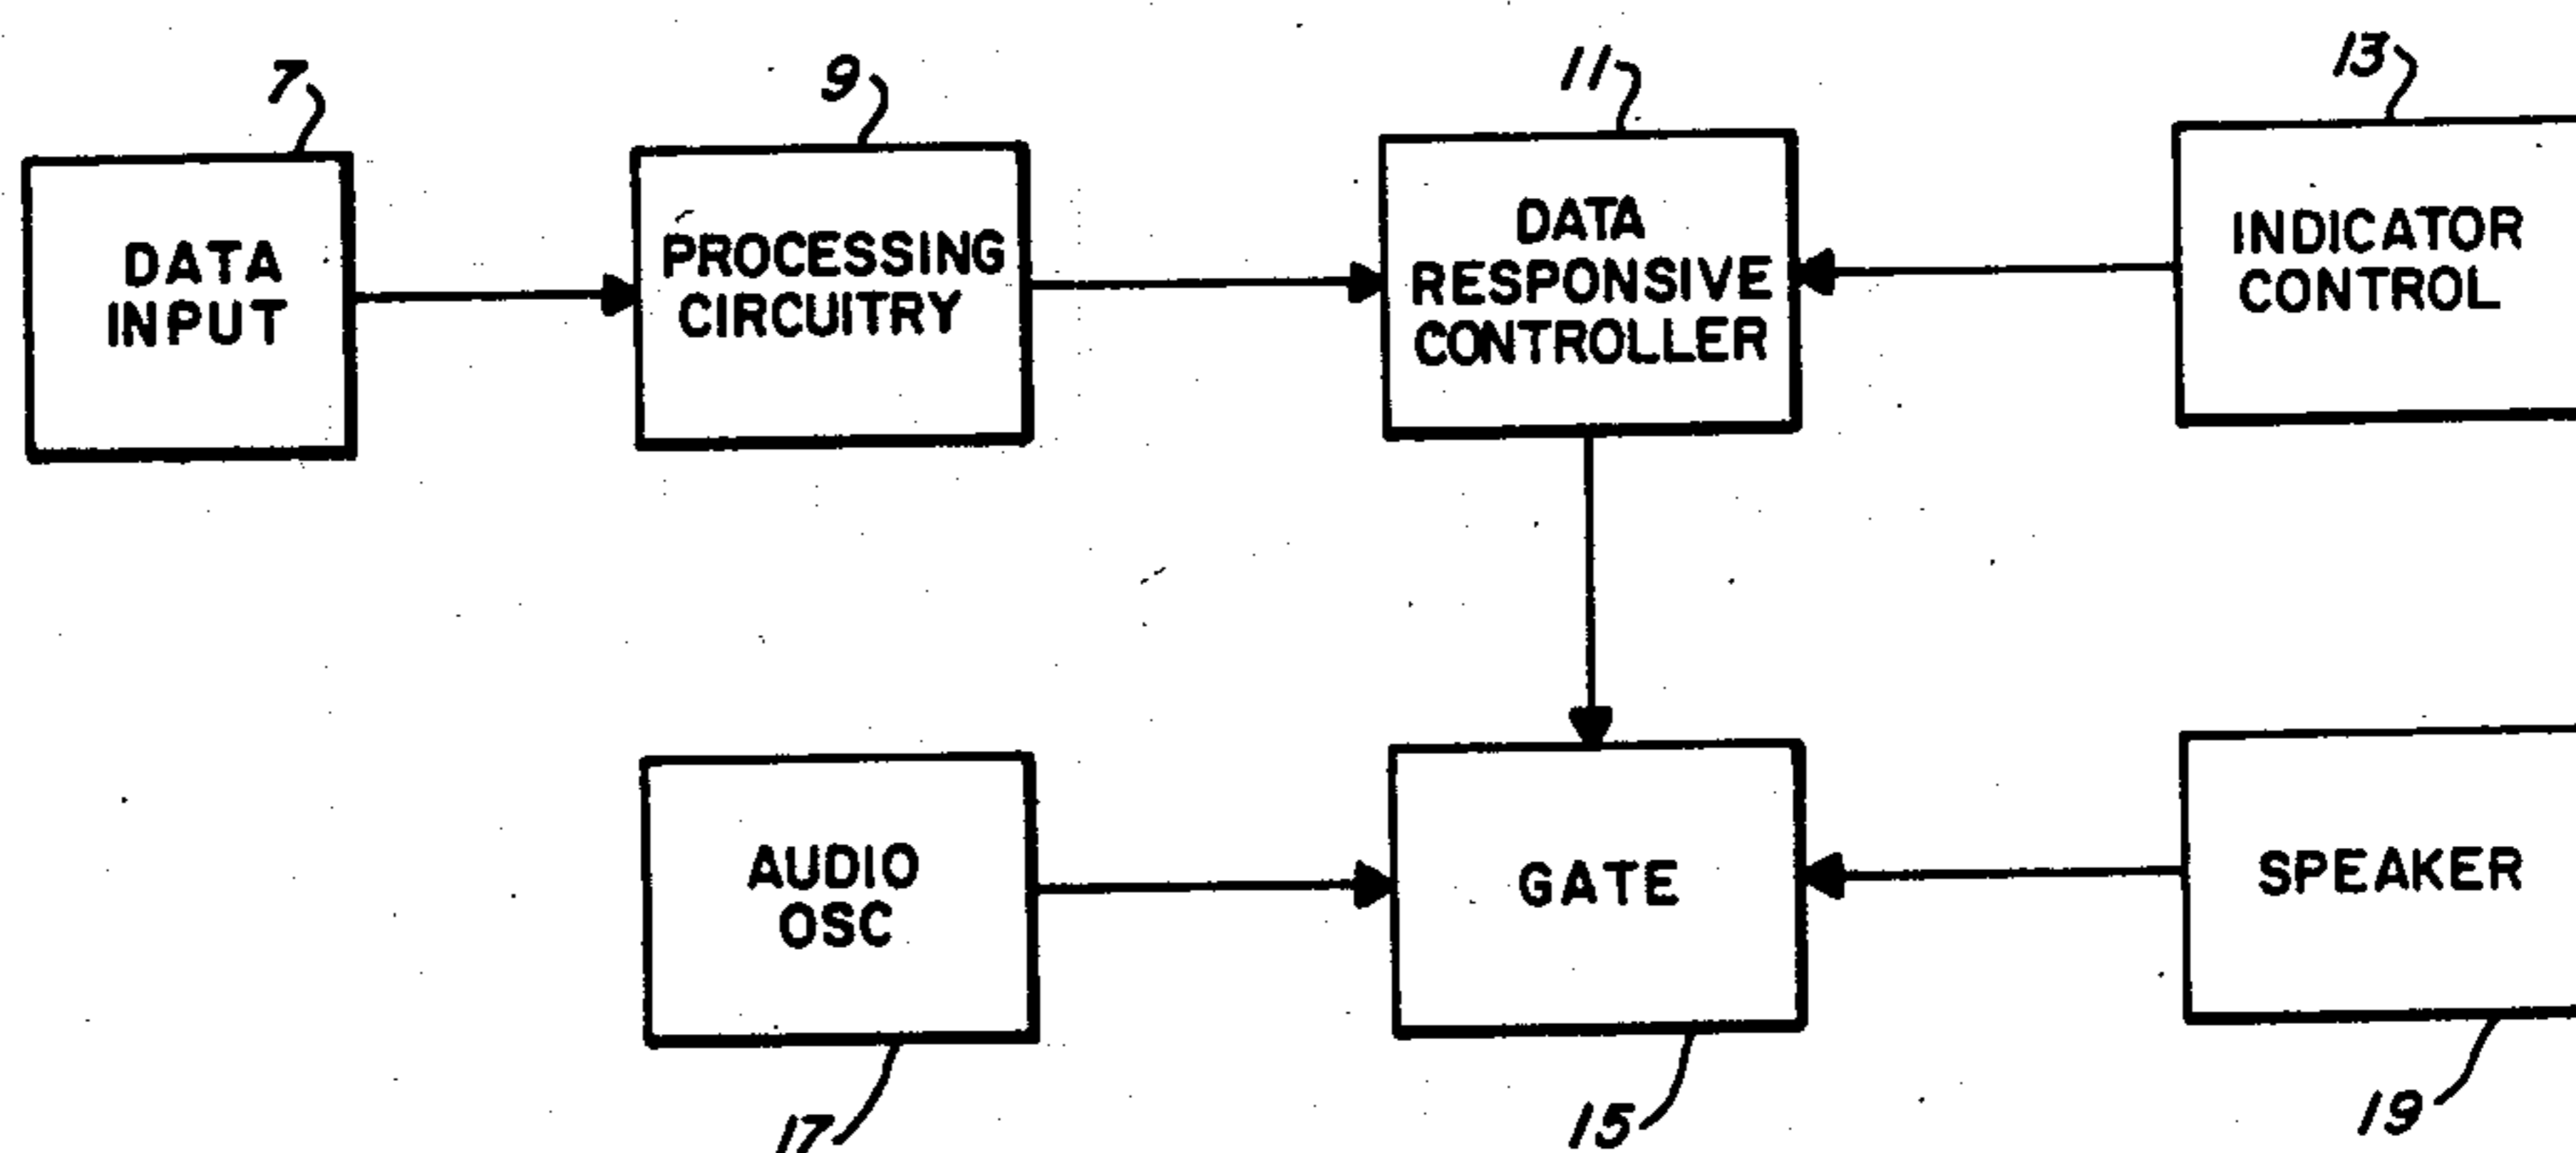 7
9
11
13
DATA
INPUT
PROCESSING
CIRCUITRY
DATA
RESPONSIVE
CONTROLLER
INDICATOR
CONTROL
AUDIO
OSC
GATE
SPEAKER
17
15
19